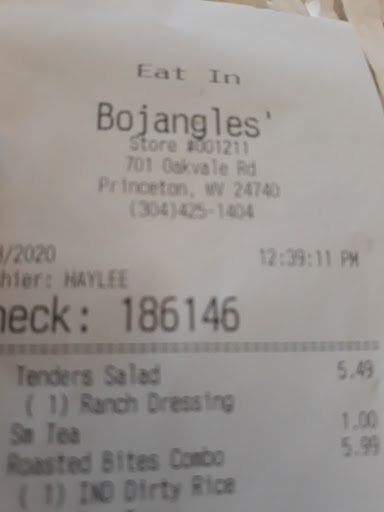 Eat In
Bojangles'
Store #001211
701 Oakvale Rd
Princeton, WV 24740
(304)425-1404
/2020 12:39:11 PM
hier: HAYLEE
eck: 186146
Tenders Salad 5.49
( 1) Ranch Dressing
Sm Tea 1.00
Roasted Bites Combo 5.99
( 1) IND Dirty Rice